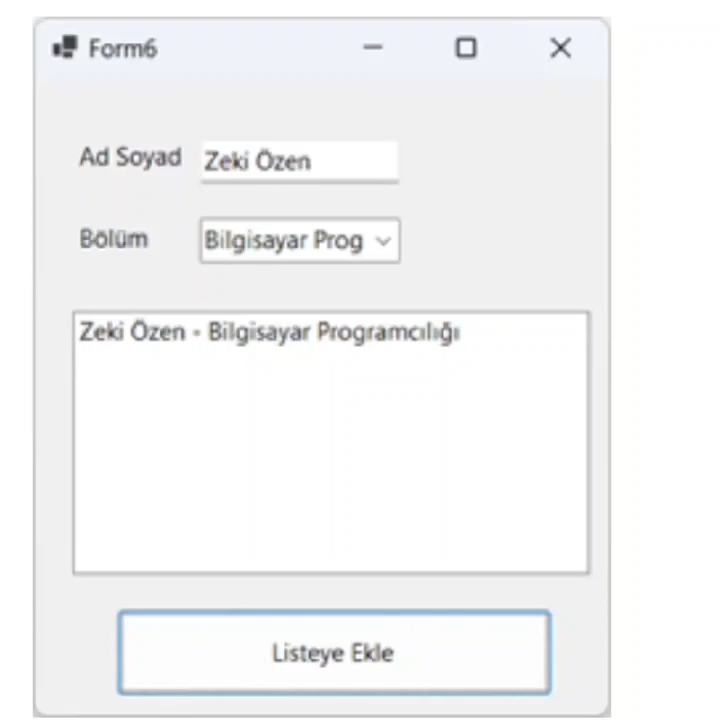 Form6
Ad Soyad Zeki Özen
Bölüm Bilgisayar Prog
Zeki Özen - Bilgisayar Programcılığı
Listeye Ekle